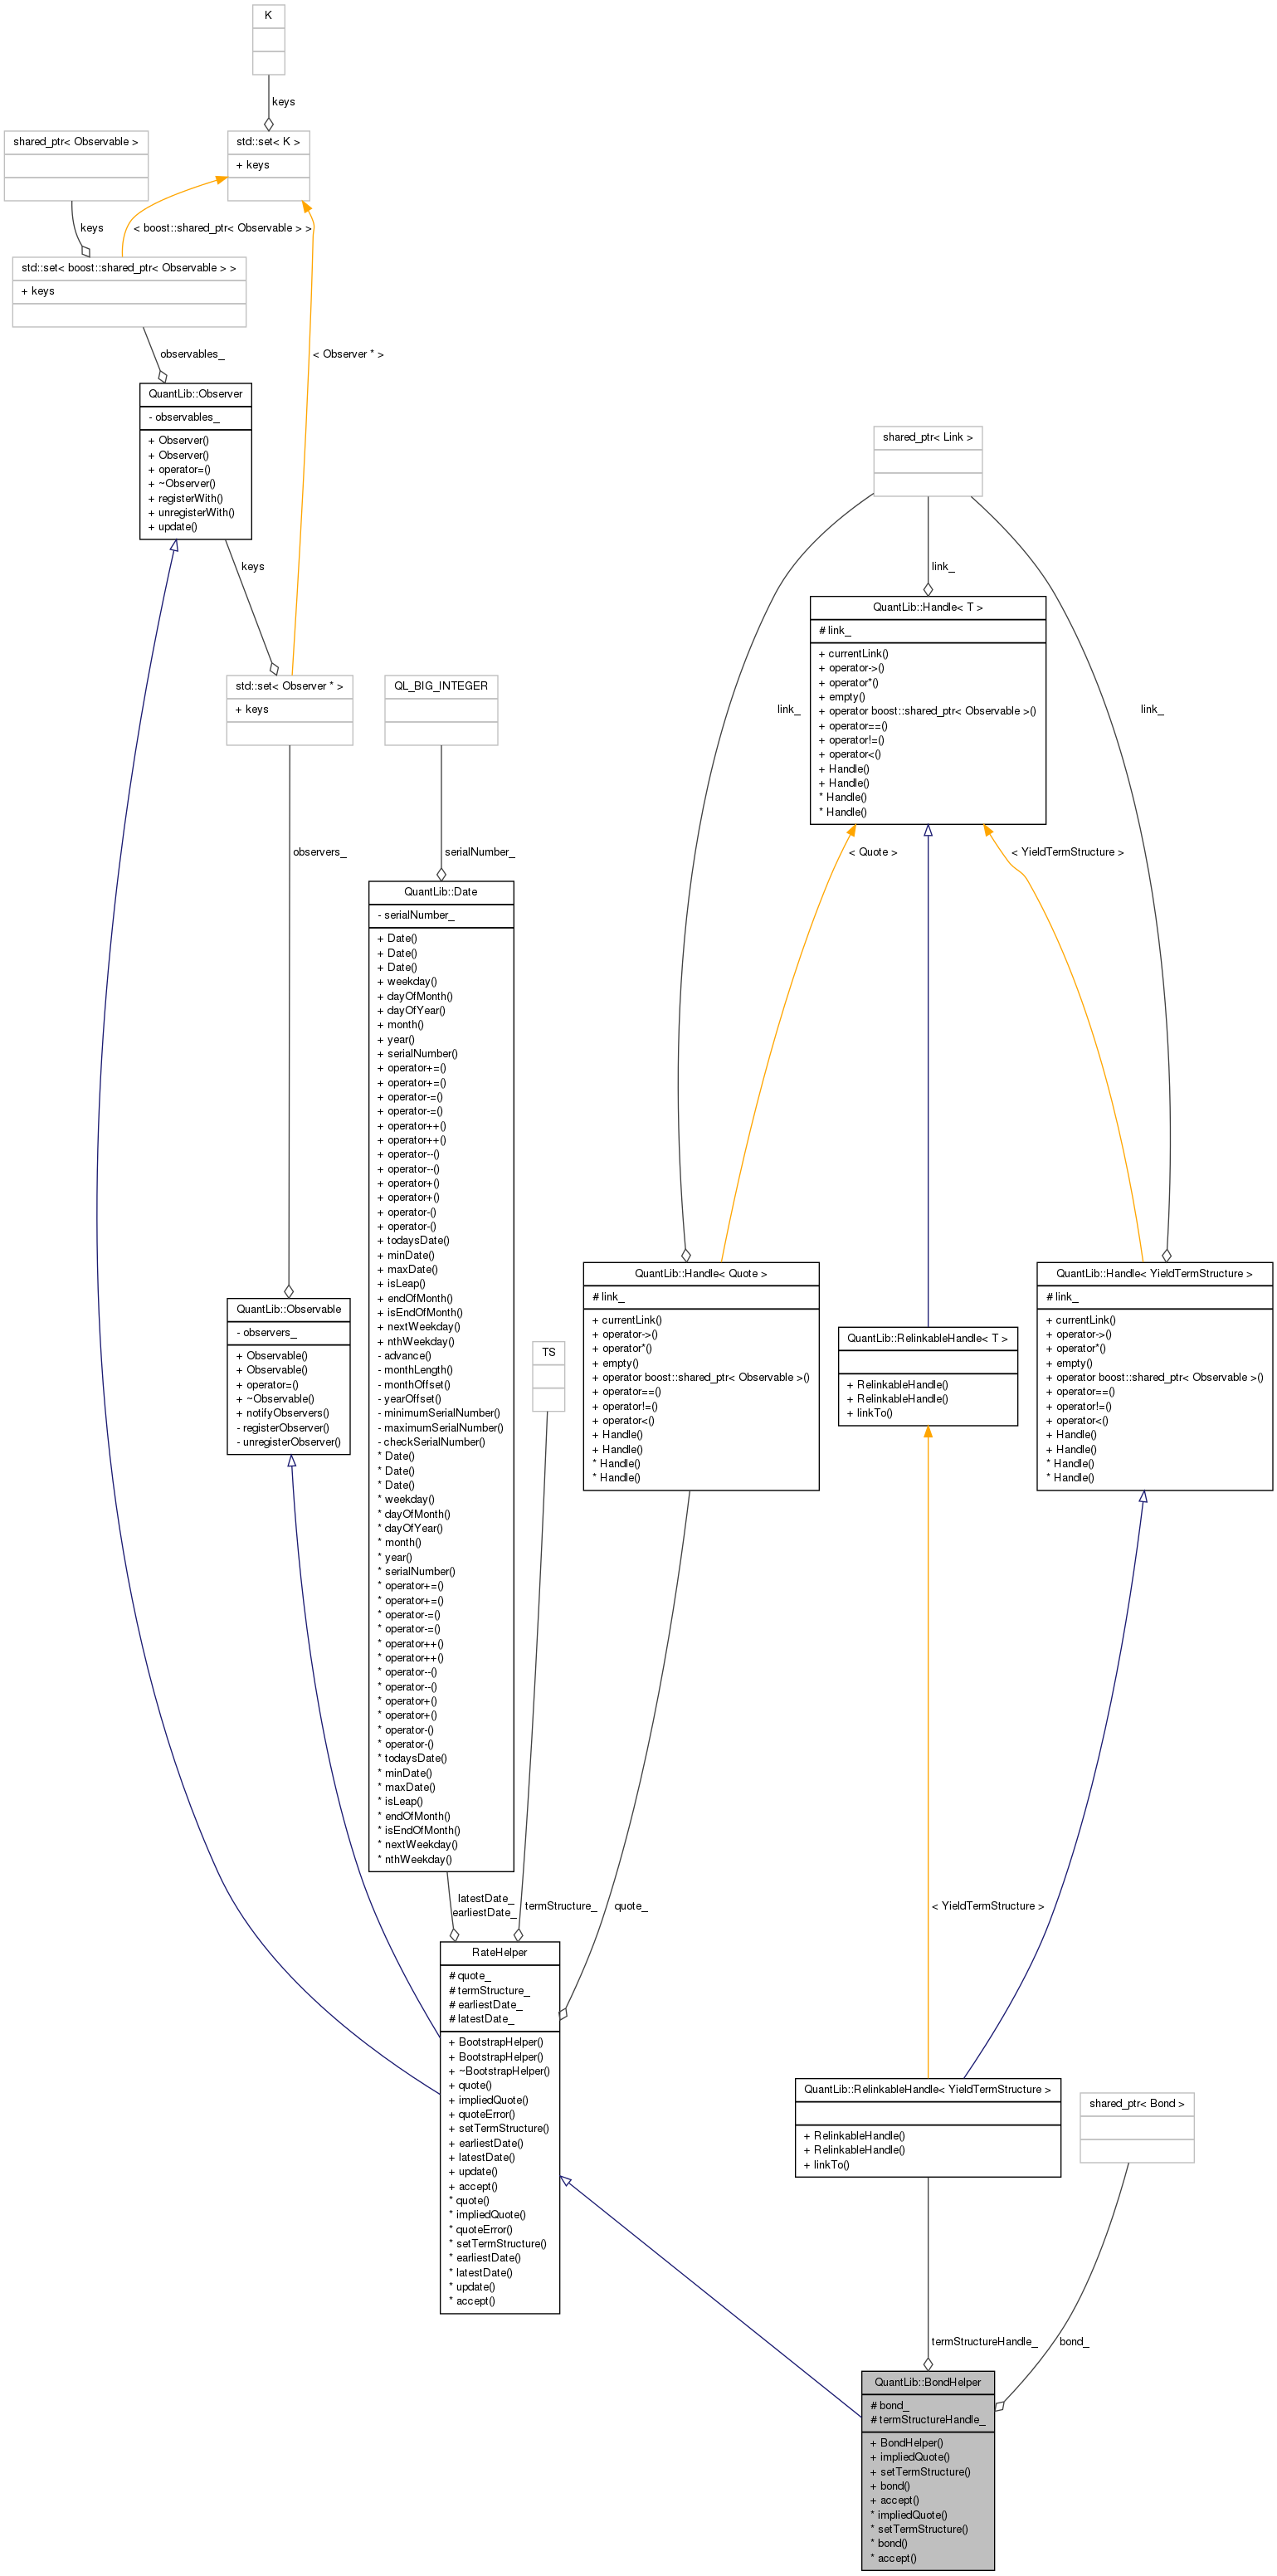 K
keys
shared_ptr< Observable >
std::set< K >
+ keys
keys
< boost::shared_ptr< Observable > >
std::set< boost::shared_ptr< Observable > >
+ keys
observables_
< Observer * >
QuantLib::Observer
- observables_
+ Observer()
+ Observer()
+ operator=()
+ ~Observer()
+ registerWith()
+ unregisterWith()
+ update()
shared_ptr< Link >
keys
link_
QuantLib::Handle< T >
# link_
+ currentLink()
+ operator->()
+ operator*()
+ empty()
+ operator boost::shared_ptr< Observable >()
+ operator==()
+ operator!=()
+ operator<()
+ Handle()
+ Handle()
* Handle()
* Handle()
std::set< Observer * >
+ keys
QL_BIG_INTEGER
link_
link_
observers_
serialNumber_
< Quote >
< YieldTermStructure >
QuantLib::Date
- serialNumber_
+ Date()
+ Date()
+ Date()
+ weekday()
+ dayOfMonth()
+ dayOfYear()
+ month()
+ year()
+ serialNumber()
+ operator+=()
+ operator+=()
+ operator-=()
+ operator-=()
+ operator++()
+ operator++()
+ operator--()
+ operator--()
+ operator+()
+ operator+()
+ operator-()
+ operator-()
+ todaysDate()
+ minDate()
+ maxDate()
+ isLeap()
+ endOfMonth()
+ isEndOfMonth()
+ nextWeekday()
+ nthWeekday()
- advance()
- monthLength()
- monthOffset()
- yearOffset()
- minimumSerialNumber()
- maximumSerialNumber()
- checkSerialNumber()
* Date()
* Date()
* Date()
* weekday()
* dayOfMonth()
* dayOfYear()
* month()
* year()
* serialNumber()
* operator+=()
* operator+=()
* operator-=()
* operator-=()
* operator++()
* operator++()
* operator--()
* operator--()
* operator+()
* operator+()
* operator-()
* operator-()
* todaysDate()
* minDate()
* maxDate()
* isLeap()
* endOfMonth()
* isEndOfMonth()
* nextWeekday()
* nthWeekday()
QuantLib::Observable
- observers_
+ Observable()
+ Observable()
+ operator=()
+ ~Observable()
+ notifyObservers()
- registerObserver()
- unregisterObserver()
TS
QuantLib::Handle< Quote >
# link_
+ currentLink()
+ operator->()
+ operator*()
+ empty()
+ operator boost::shared_ptr< Observable >()
+ operator==()
+ operator!=()
+ operator<()
+ Handle()
+ Handle()
* Handle()
* Handle()
QuantLib::RelinkableHandle< T >
+ RelinkableHandle()
+ RelinkableHandle()
+ linkTo()
QuantLib::Handle< YieldTermStructure >
# link_
+ currentLink()
+ operator->()
+ operator*()
+ empty()
+ operator boost::shared_ptr< Observable >()
+ operator==()
+ operator!=()
+ operator<()
+ Handle()
+ Handle()
* Handle()
* Handle()
latestDate_
earliestDate_
termStructure_
quote_
< YieldTermStructure >
RateHelper
# quote_
# termStructure_
# earliestDate_
# latestDate_
+ BootstrapHelper()
+ BootstrapHelper()
+ ~BootstrapHelper()
+ quote()
+ impliedQuote()
+ quoteError()
+ setTermStructure()
+ earliestDate()
+ latestDate()
+ update()
+ accept()
* quote()
* impliedQuote()
* quoteError()
* setTermStructure()
* earliestDate()
* latestDate()
* update()
* accept()
QuantLib::RelinkableHandle< YieldTermStructure >
+ RelinkableHandle()
+ RelinkableHandle()
+ linkTo()
shared_ptr< Bond >
termStructureHandle_
bond_
QuantLib::BondHelper
# bond_
# termStructureHandle_
+ BondHelper()
+ impliedQuote()
+ setTermStructure()
+ bond()
+ accept()
* impliedQuote()
* setTermStructure()
* bond()
* accept()